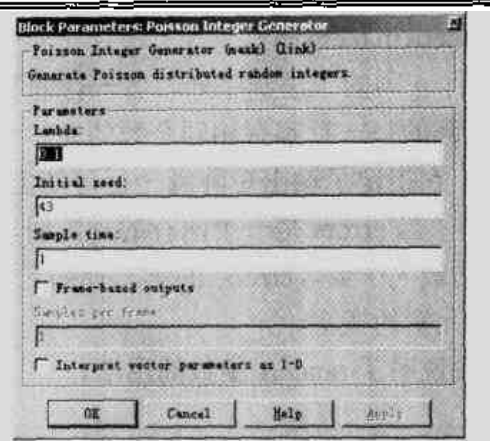 Block Parameters: Poisson Integer Generator
Poisson Integer Generator (mask) (link)
Generate Poisson distributed random integers.
Parameters
Lambda:
0.1
Initial seed:
43
Sample time:
1
Frame-based outputs
Samples per frame
1
Interpret vector parameters as 1-D
OK
Cancel
Help
Apply